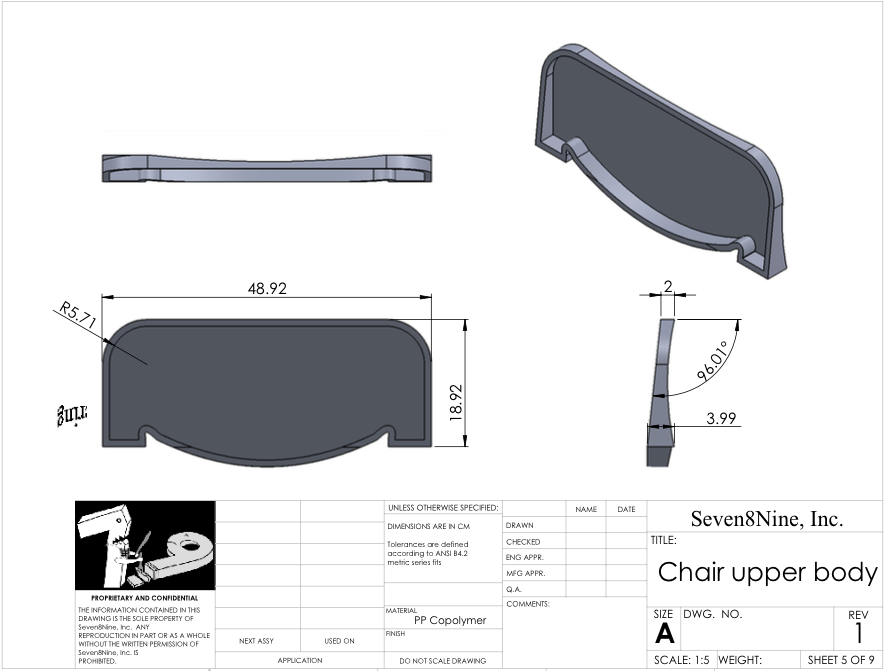 48.92
R5.71
18.92
2
96.01°
3.99
PROPRIETARY AND CONFIDENTIAL
THE INFORMATION CONTAINED IN THIS
DRAWING IS THE SOLE PROPERTY OF
Seven8Nine, Inc. ANY
REPRODUCTION IN PART OR AS A WHOLE
WITHOUT THE WRITTEN PERMISSION OF
Seven8Nine, Inc. IS
PROHIBITED.
NEXT ASSY
USED ON
APPLICATION
UNLESS OTHERWISE SPECIFIED:
DIMENSIONS ARE IN CM
Tolerances are defined
according to ANSI B4.2
metric series fits
MATERIAL
PP Copolymer
FINISH
DO NOT SCALE DRAWING
NAME
DATE
DRAWN
CHECKED
ENG APPR.
MFG APPR.
Q.A.
COMMENTS:
Seven8Nine, Inc.
TITLE:
Chair upper body
SIZE
A
DWG. NO.
REV
1
SCALE: 1:5
WEIGHT:
SHEET 5 OF 9